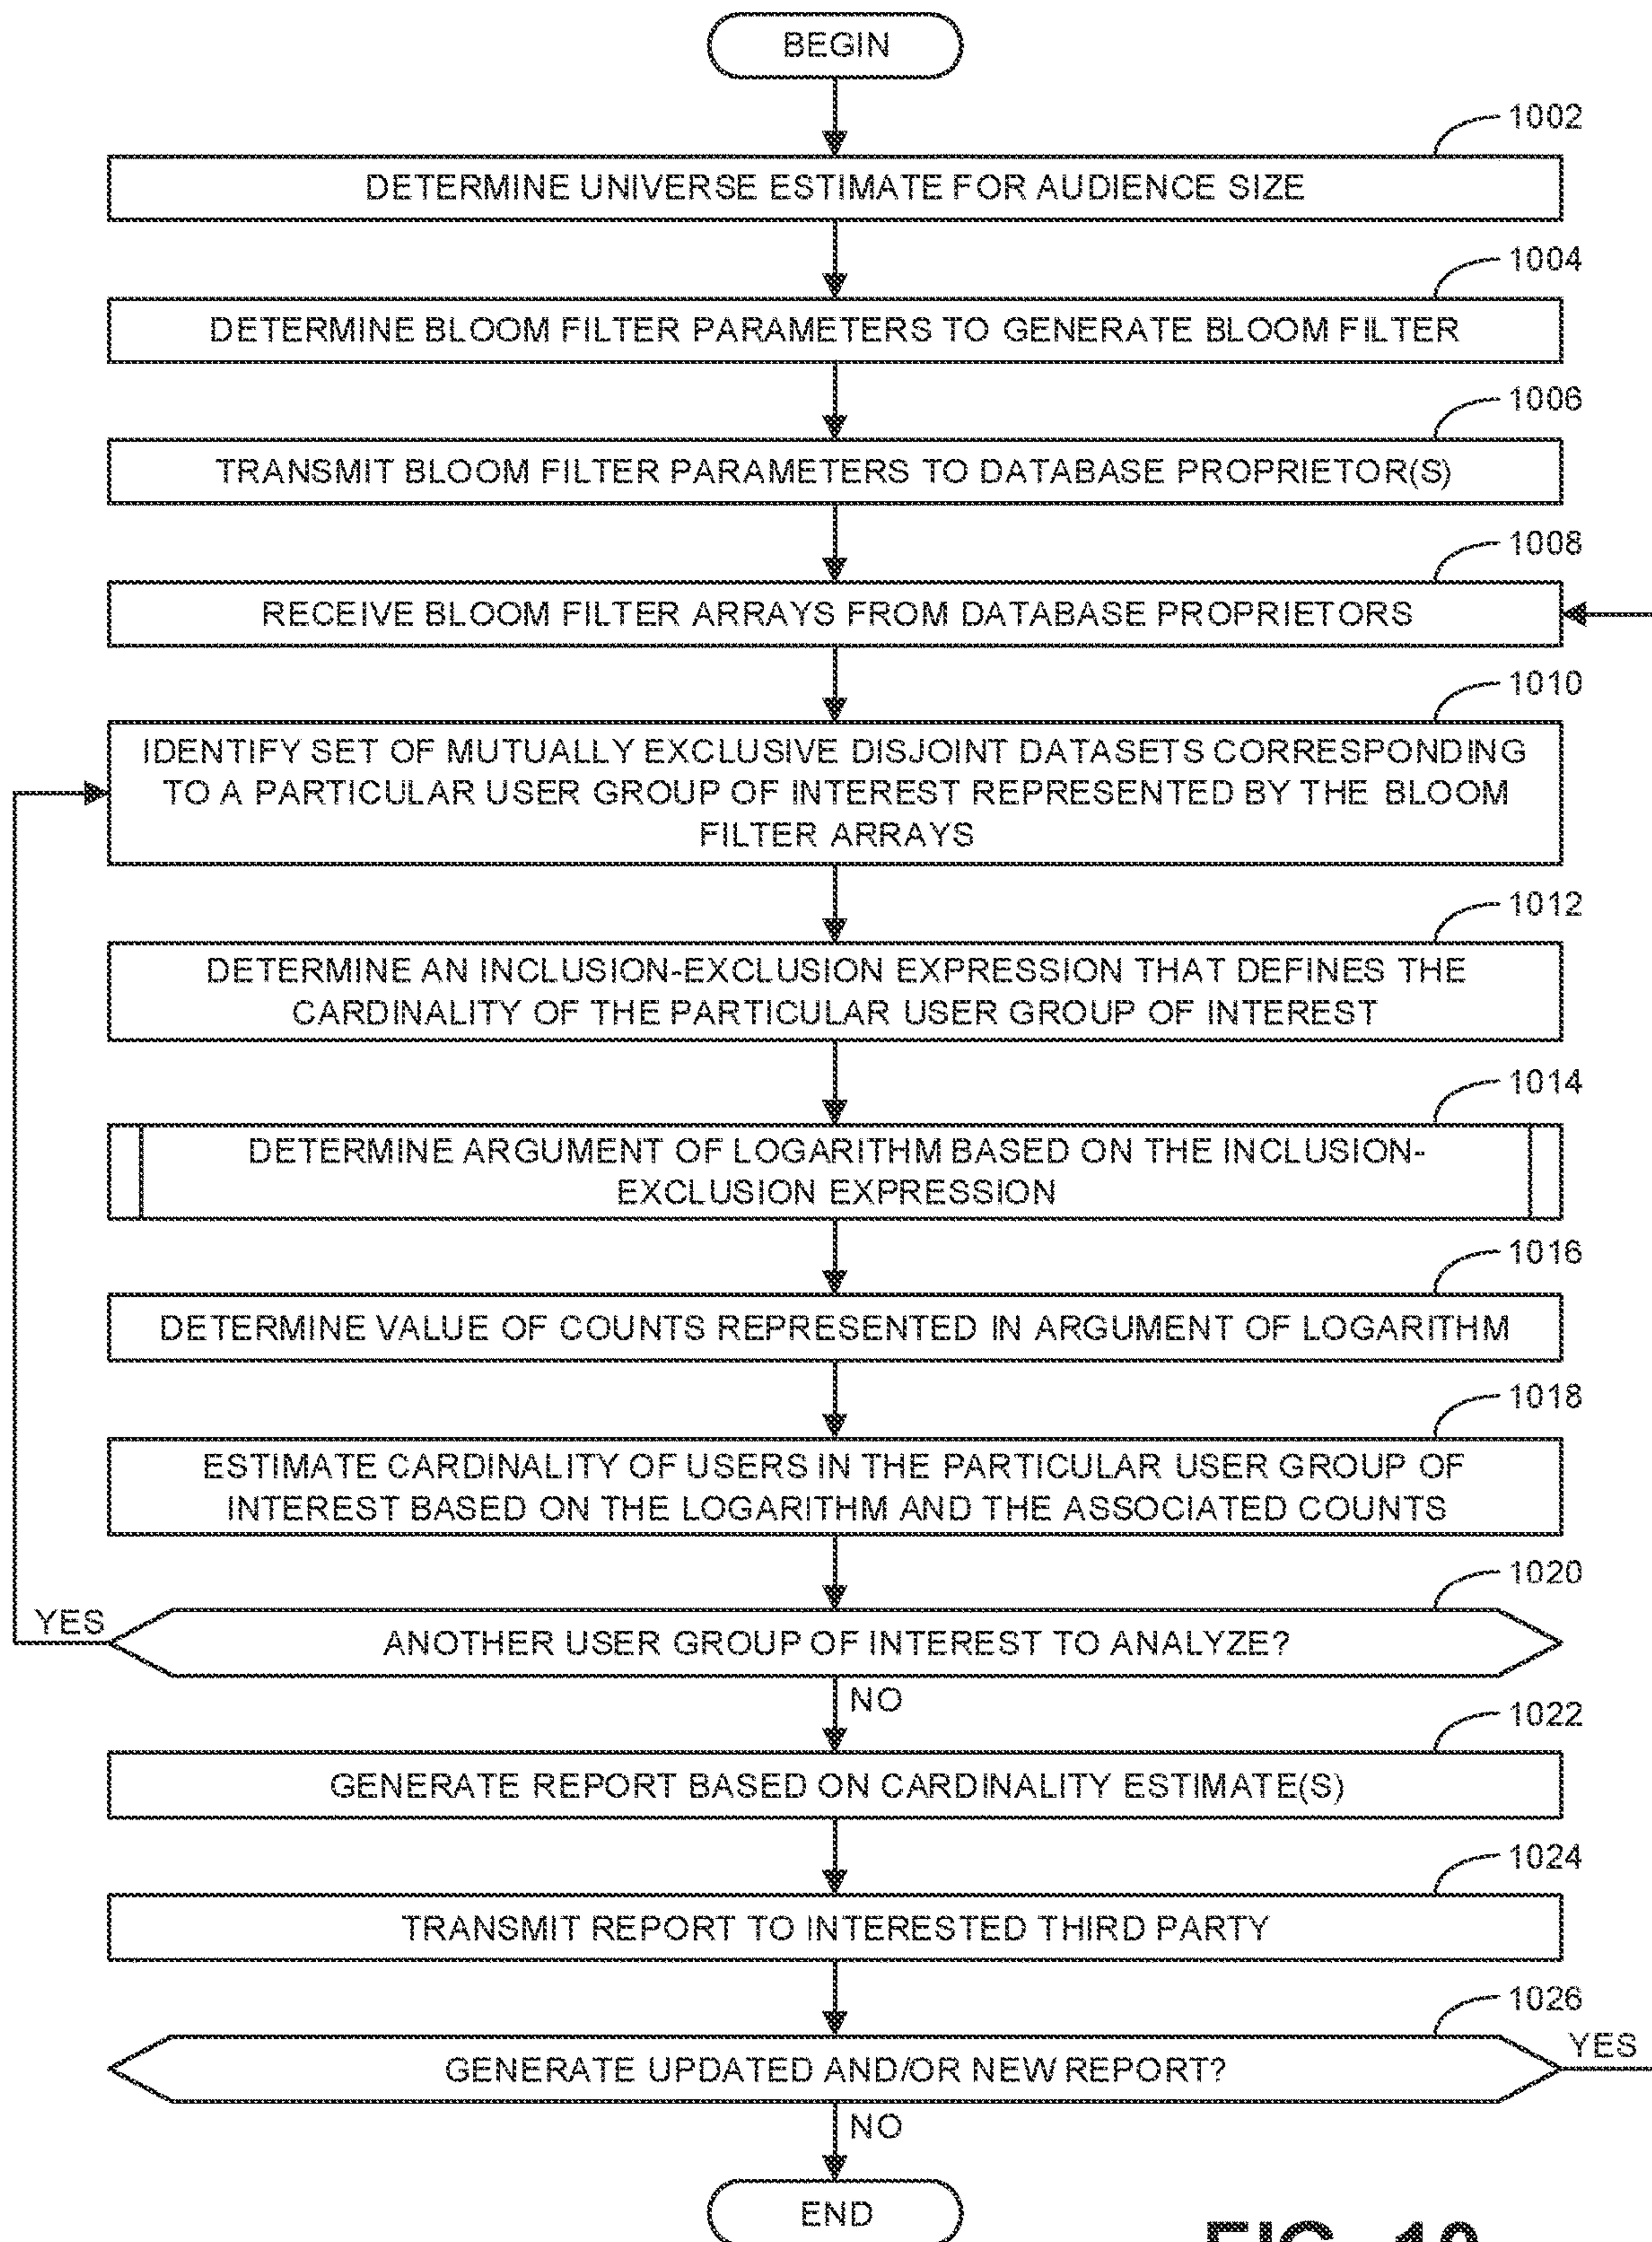 BEGIN
1002
DETERMINE UNIVERSE ESTIMATE FOR AUDIENCE SIZE
1004
DETERMINE BLOOM FILTER PARAMETERS TO GENERATE BLOOM FILTER
1006
TRANSMIT BLOOM FILTER PARAMETERS TO DATABASE PROPRIETOR(S)
1008
RECEIVE BLOOM FILTER ARRAYS FROM DATABASE PROPRIETORS
1010
IDENTIFY SET OF MUTUALLY EXCLUSIVE DISJOINT DATASETS CORRESPONDING
TO A PARTICULAR USER GROUP OF INTEREST REPRESENTED BY THE BLOOM
FILTER ARRAYS
1012
DETERMINE AN INCLUSION-EXCLUSION EXPRESSION THAT DEFINES THE
CARDINALITY OF THE PARTICULAR USER GROUP OF INTEREST
1014
DETERMINE ARGUMENT OF LOGARITHM BASED ON THE INCLUSION-
EXCLUSION EXPRESSION
1016
DETERMINE VALUE OF COUNTS REPRESENTED IN ARGUMENT OF LOGARITHM
1018
ESTIMATE CARDINALITY OF USERS IN THE PARTICULAR USER GROUP OF
INTEREST BASED ON THE LOGARITHM AND THE ASSOCIATED COUNTS
1020
YES
ANOTHER USER GROUP OF INTEREST TO ANALYZE?
NO
1022
GENERATE REPORT BASED ON CARDINALITY ESTIMATE(S)
1024
TRANSMIT REPORT TO INTERESTED THIRD PARTY
1026
YES
GENERATE UPDATED AND/OR NEW REPORT?
NO
END
FIG. 10